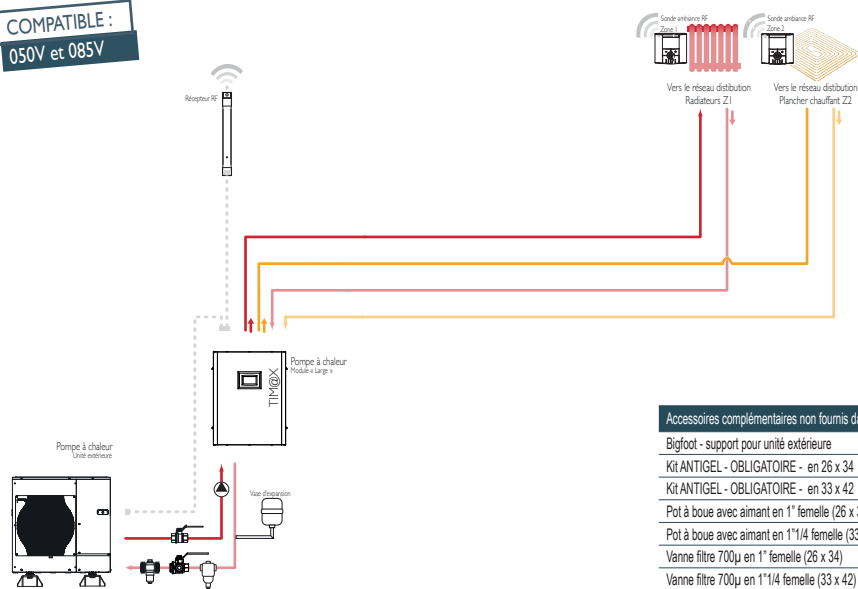 COMPATIBLE :
050V et 085V
Sonde ambiance RF
Zone 1
Sonde ambiance RF
Zone 2
Vers le réseau distibution
Radiateurs Z1
Vers le réseau distibution
Plancher chauffant Z2
Récepteur RF
Pompe à chaleur
Module « Large »
TIM@X
Pompe à chaleur
Unité extérieure
Vase d'expansion
Accessoires complémentaires non fournis da
Bigfoot - support pour unité extérieure
Kit ANTIGEL - OBLIGATOIRE - en 26 x 34
Kit ANTIGEL - OBLIGATOIRE - en 33 x 42
Pot à boue avec aimant en 1" femelle (26 x 3
Pot à boue avec aimant en 1"1/4 femelle (33
Vanne filtre 700µ en 1" femelle (26 x 34)
Vanne filtre 700µ en 1"1/4 femelle (33 x 42)